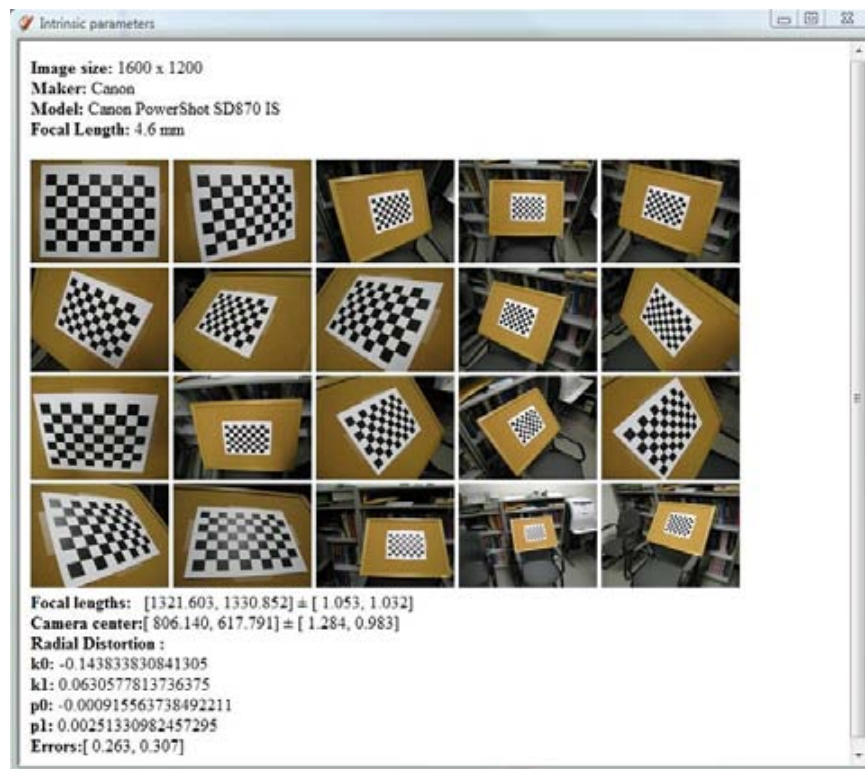 Intrinsic parameters
Image size: 1600 x 1200
Maker: Canon
Model: Canon PowerShot SD870 IS
Focal Length: 4.6 mm
Focal lengths: [1321.603, 1330.852] ± [ 1.053, 1.032]
Camera center:[ 806.140, 617.791] ± [ 1.284, 0.983]
Radial Distortion :
k0: -0.143833830841305
k1: 0.0630577813736375
p0: -0.000915563738492211
p1: 0.00251330982457295
Errors:[ 0.263, 0.307]